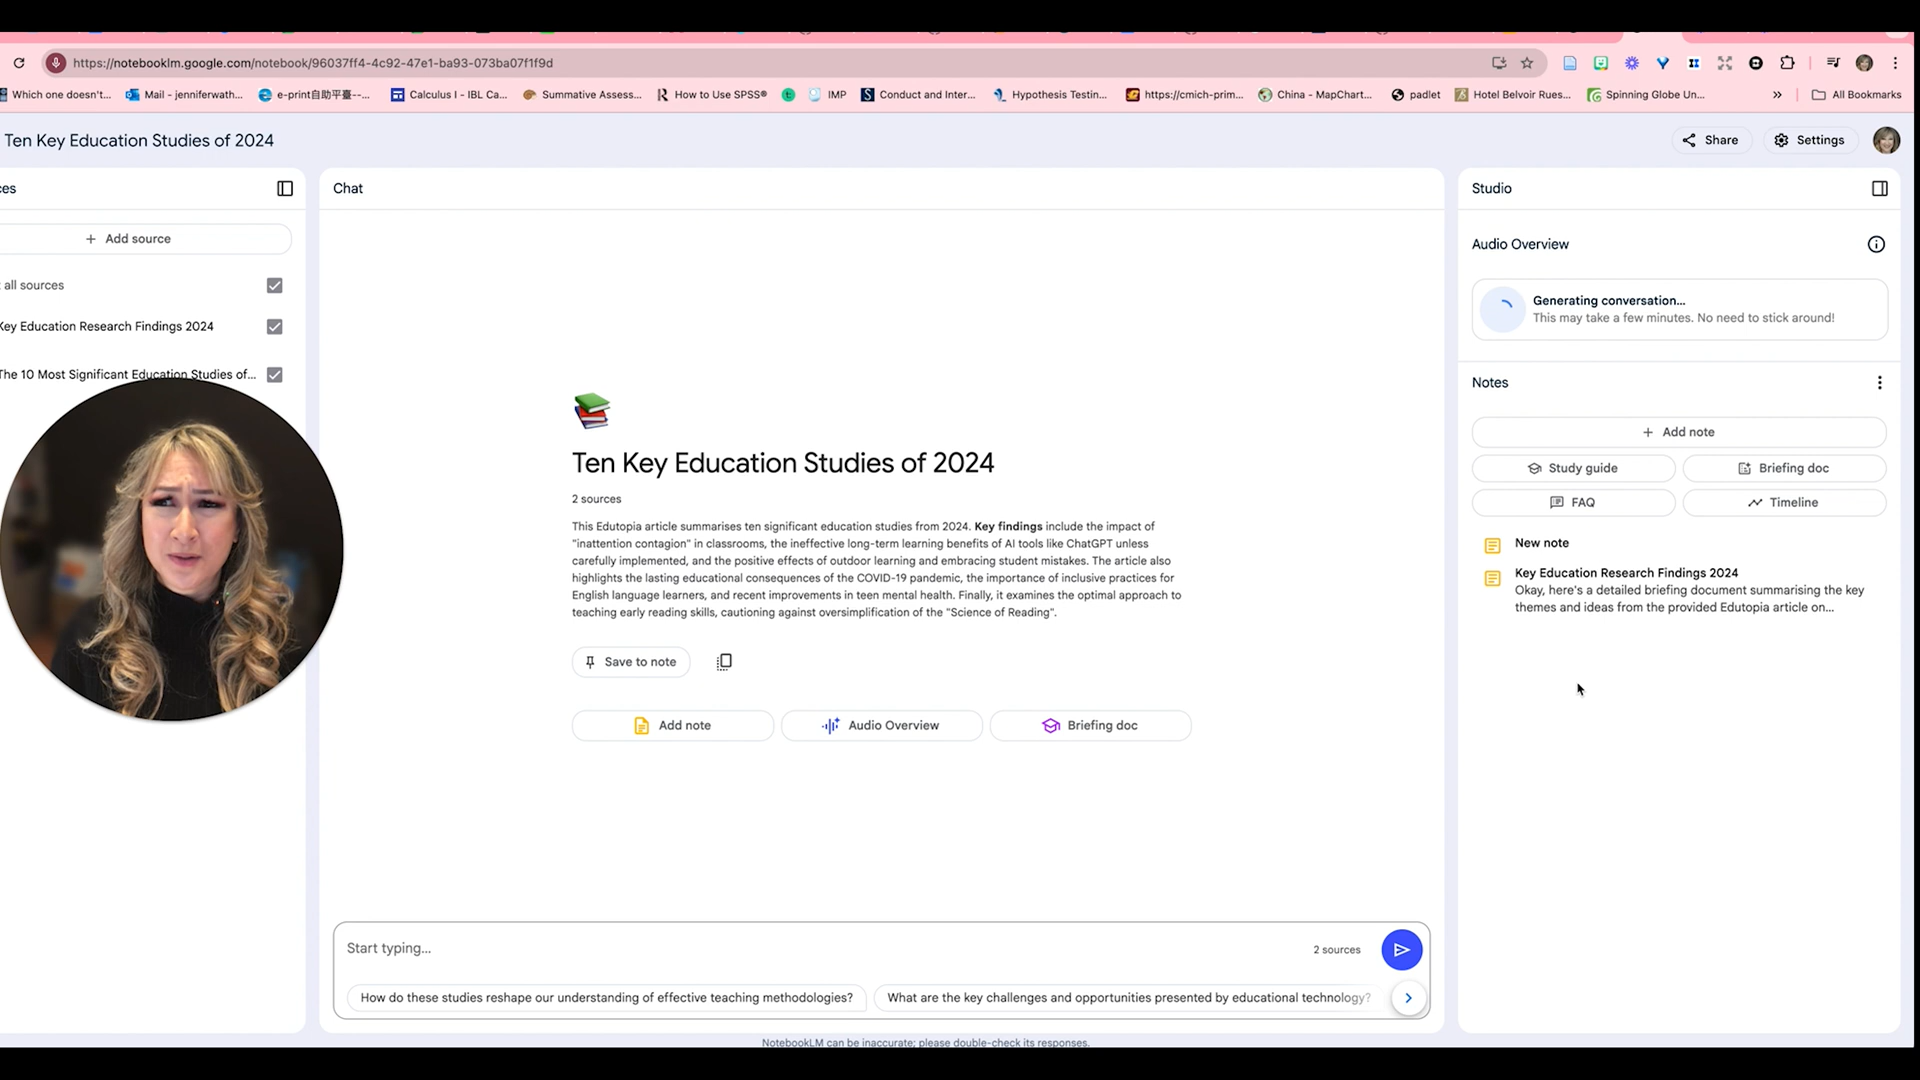 https://notebooklm.google.com/notebook/96037ff4-4c92-47e1-ba93-073ba07f1f9d
Which one doesn't... Mail - jenniferwath... e-print自助平臺--... Calculus I - IBL Ca... Summative Assess... How to Use SPSS® IMP Conduct and Inter... Hypothesis Testin... https://cmich-prim... China - MapChart... padlet Hotel Belvoir Rues... Spinning Globe Un... » All Bookmarks
Ten Key Education Studies of 2024
Share
Settings
ces
+ Add source
all sources
Key Education Research Findings 2024
The 10 Most Significant Education Studies of...
Chat
Ten Key Education Studies of 2024
2 sources
This Edutopia article summarises ten significant education studies from 2024. Key findings include the impact of
"inattention contagion" in classrooms, the ineffective long-term learning benefits of AI tools like ChatGPT unless
carefully implemented, and the positive effects of outdoor learning and embracing student mistakes. The article also
highlights the lasting educational consequences of the COVID-19 pandemic, the importance of inclusive practices for
English language learners, and recent improvements in teen mental health. Finally, it examines the optimal approach to
teaching early reading skills, cautioning against oversimplification of the "Science of Reading".
Save to note
Add note
Audio Overview
Briefing doc
Start typing...
2 sources
How do these studies reshape our understanding of effective teaching methodologies?
What are the key challenges and opportunities presented by educational technology?
NotebookLM can be inaccurate; please double-check its responses.
Studio
Audio Overview
Generating conversation...
This may take a few minutes. No need to stick around!
Notes
+ Add note
Study guide
Briefing doc
FAQ
Timeline
New note
Key Education Research Findings 2024
Okay, here's a detailed briefing document summarising the key
themes and ideas from the provided Edutopia article on...